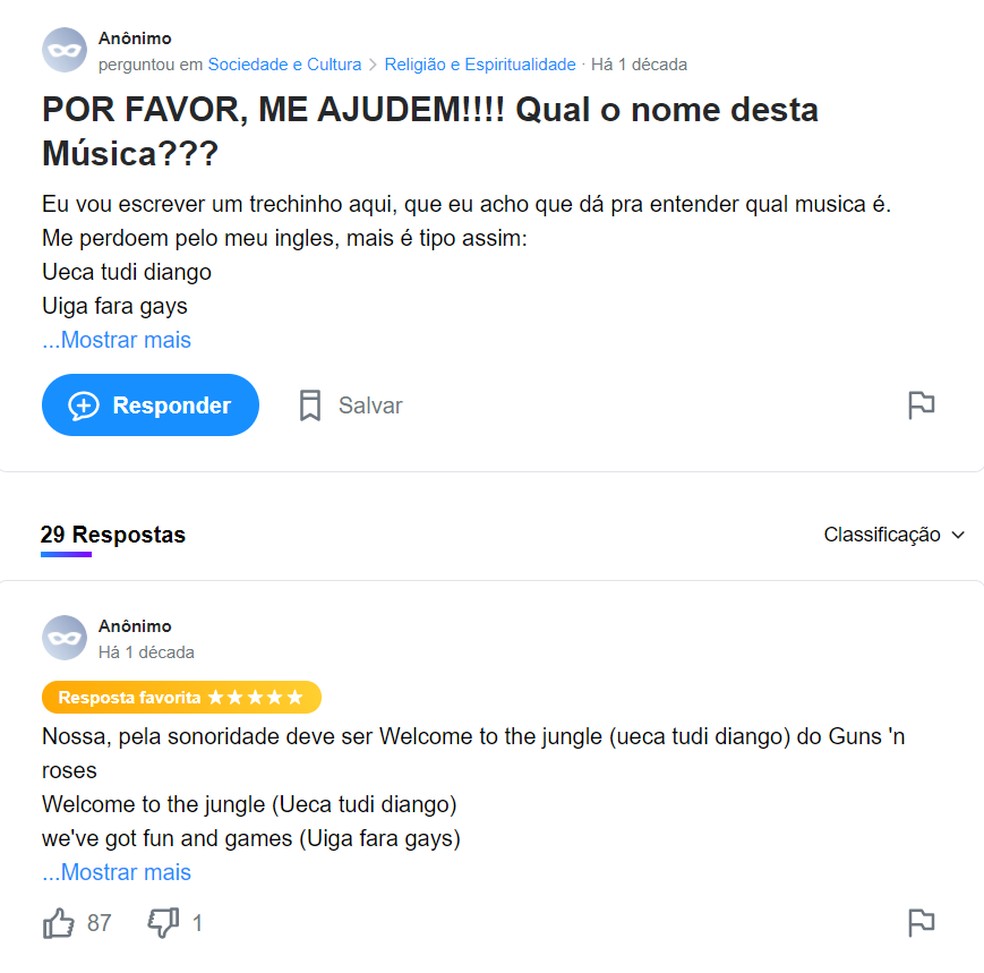 Anônimo
perguntou em Sociedade e Cultura > Religião e Espiritualidade · Há 1 década
POR FAVOR, ME AJUDEM!!!! Qual o nome desta
Música???
Eu vou escrever um trechinho aqui, que eu acho que dá pra entender qual musica é.
Me perdoem pelo meu ingles, mais é tipo assim:
Ueca tudi diango
Uiga fara gays
...Mostrar mais
Responder
Salvar
29 Respostas
Classificação
Anônimo
Há 1 década
Resposta favorita ★★★★★
Nossa, pela sonoridade deve ser Welcome to the jungle (ueca tudi diango) do Guns 'n
roses
Welcome to the jungle (Ueca tudi diango)
we've got fun and games (Uiga fara gays)
...Mostrar mais
87
1